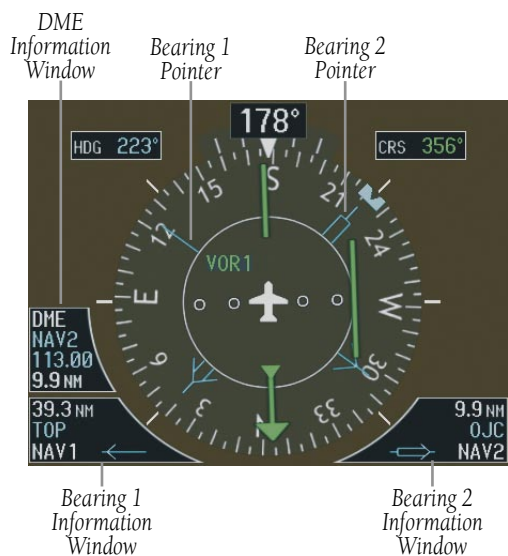 DME
Information
Window
Bearing 1
Pointer
Bearing 2
Pointer
178°
HDG 223°
CRS 356°
S
21
24
W
30
33
N
3
6
E
12
15
VOR1
DME
NAV2
113.00
9.9 NM
39.3 NM
TOP
NAV1
9.9 NM
OJC
NAV2
Bearing 1
Information
Window
Bearing 2
Information
Window